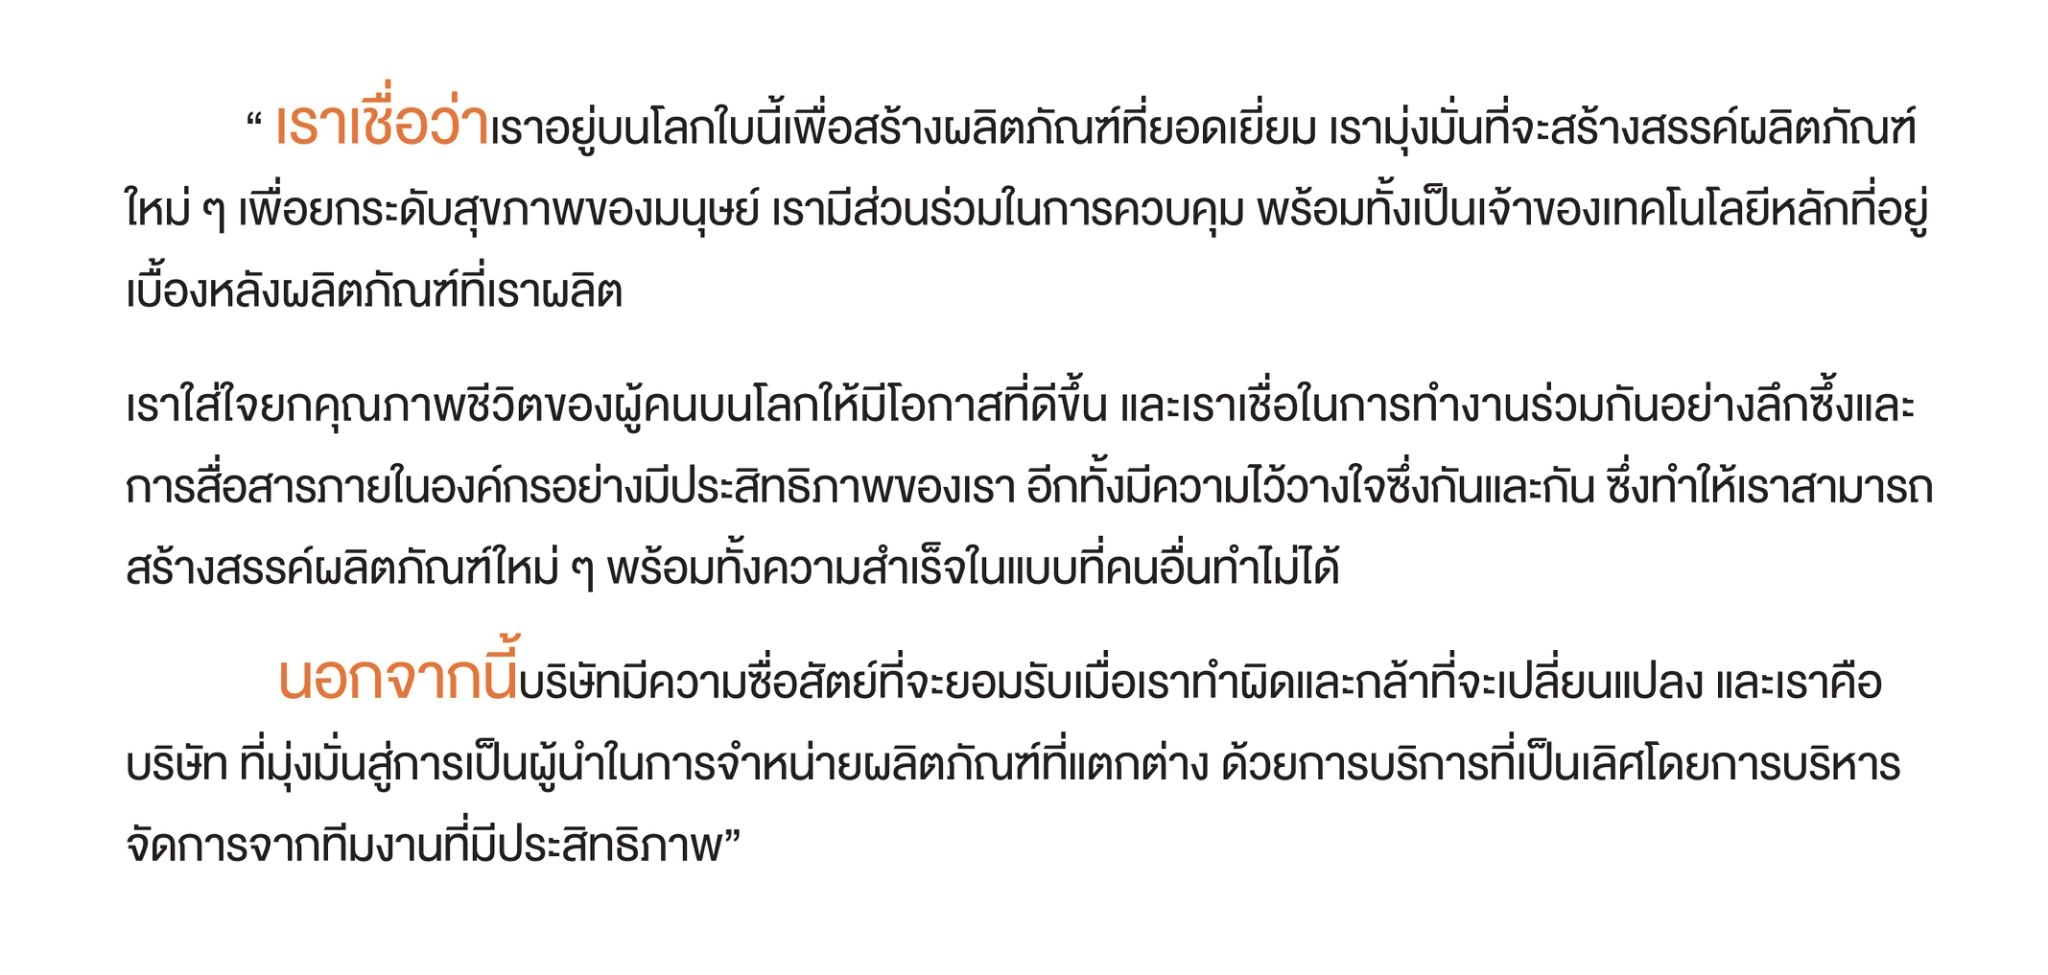 “ เราเชื่อว่าเราอยู่บนโลกใบนี้เพื่อสร้างผลิตภัณฑ์ที่ยอดเยี่ยม เรามุ่งมั่นที่จะสร้างสรรค์ผลิตภัณฑ์
ใหม่ ๆ เพื่อยกระดับสุขภาพของมนุษย์ เรามีส่วนร่วมในการควบคุม พร้อมทั้งเป็นเจ้าของเทคโนโลยีหลักที่อยู่
เบื้องหลังผลิตภัณฑ์ที่เราผลิต
เราใส่ใจยกคุณภาพชีวิตของผู้คนบนโลกให้มีโอกาสที่ดีขึ้น และเราเชื่อในการทำงานร่วมกันอย่างลึกซึ้งและ
การสื่อสารภายในองค์กรอย่างมีประสิทธิภาพของเรา อีกทั้งมีความไว้วางใจซึ่งกันและกัน ซึ่งทำให้เราสามารถ
สร้างสรรค์ผลิตภัณฑ์ใหม่ ๆ พร้อมทั้งความสำเร็จในแบบที่คนอื่นทำไม่ได้
นอกจากนี้บริษัทมีความซื่อสัตย์ที่จะยอมรับเมื่อเราทำผิดและกล้าที่จะเปลี่ยนแปลง และเราคือ
บริษัท ที่มุ่งมั่นสู่การเป็นผู้นำในการจำหน่ายผลิตภัณฑ์ที่แตกต่าง ด้วยการบริการที่เป็นเลิศโดยการบริหาร
จัดการจากทีมงานที่มีประสิทธิภาพ”